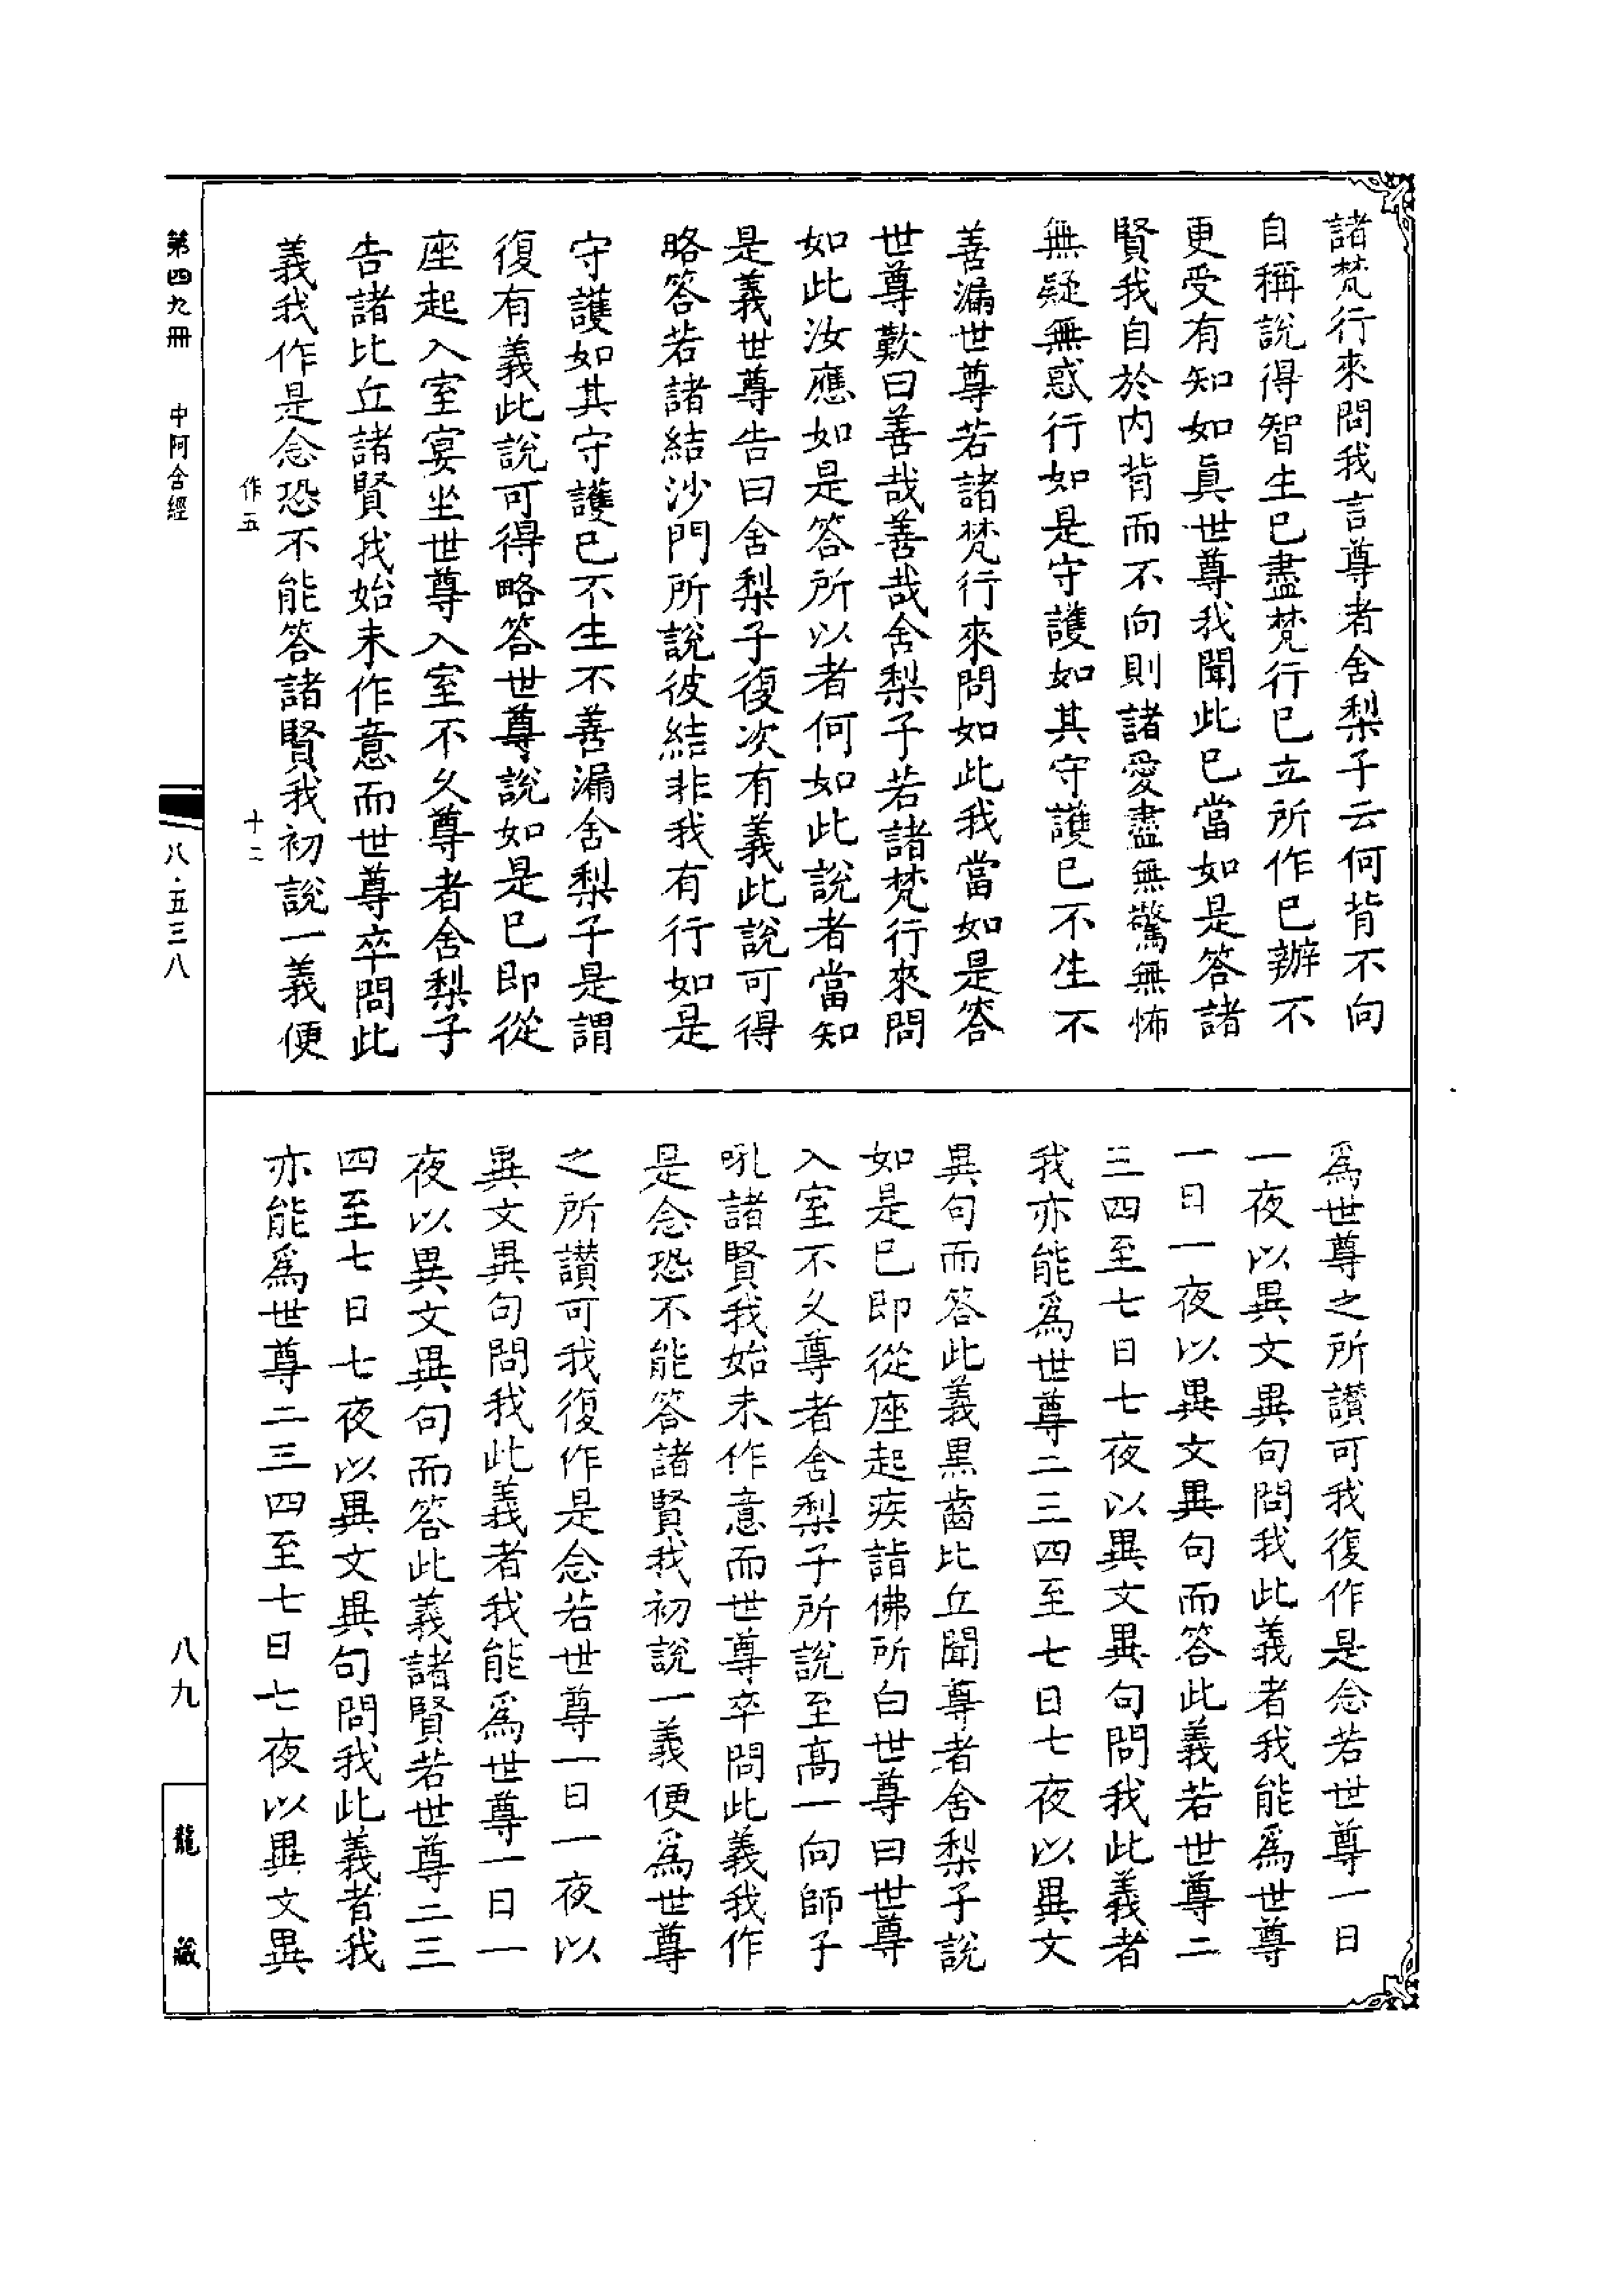 諸梵行來問我言尊者舍梨子云何背不向
自稱說得智生已盡梵行已立所作已辦不
更受有知如真世尊我聞此已當如是答諸
賢我自於內背而不向則諸愛盡無驚無怖
無疑無惑行如是守護如其守護已不生不
善漏世尊若諸梵行來問如此我當如是答
世尊歎曰善哉善哉舍梨子若諸梵行來問
如此汝應如是答所以者何如此說者當知
是義世尊告曰舍梨子復次有義此說可得
略答若諸結沙門所說彼結非我有行如是
守護如其守護已不生不善漏舍梨子是謂
復有義此說可得略答世尊說如是已即從
座起入室宴坐世尊入室不久尊者舍梨子
告諸比丘諸賢我始未作意而世尊卒問此
義我作是念恐不能答諸賢我初說一義便
爲世尊之所讚可我復作是念若世尊一日
一夜以異文異句問我此義者我能爲世尊
一日一夜以異文異句而答此義若世尊二
三四至七日七夜以異文異句問我此義者
我亦能爲世尊二三四至七日七夜以異文
異句而答此義黑齒比丘聞尊者舍梨子說
如是已即從座起疾詣佛所白世尊曰世尊
入室不久尊者舍梨子所說至高一向師子
吼諸賢我始未作意而世尊卒問此義我作
是念恐不能答諸賢我初說一義便爲世尊
之所讚可我復作是念若世尊一日一夜以
異文異句問我此義者我能爲世尊一日一
夜以異文異句而答此義諸賢若世尊二三
四至七日七夜以異文異句問我此義者我
亦能爲世尊二三四至七日七夜以異文異
作五 十二
第四九冊 中阿含經 八·五三八 八九 龍藏